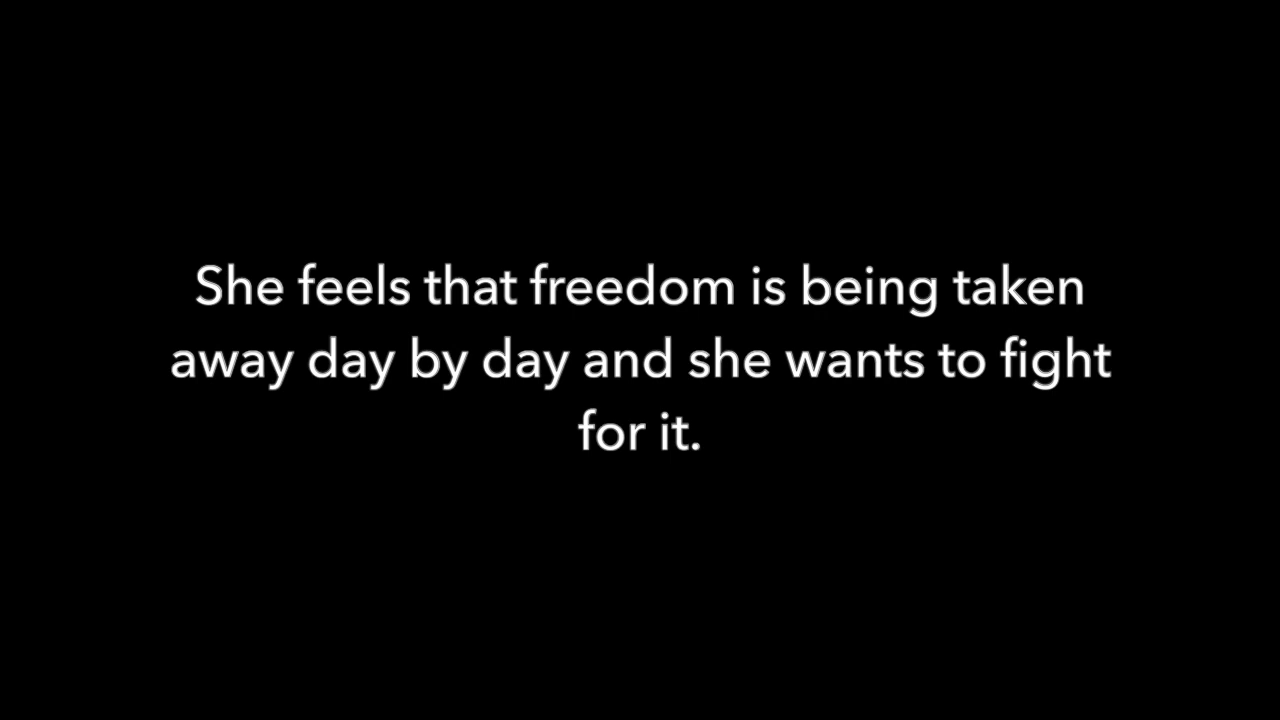 She feels that freedom is being taken
away day by day and she wants to fight
for it.